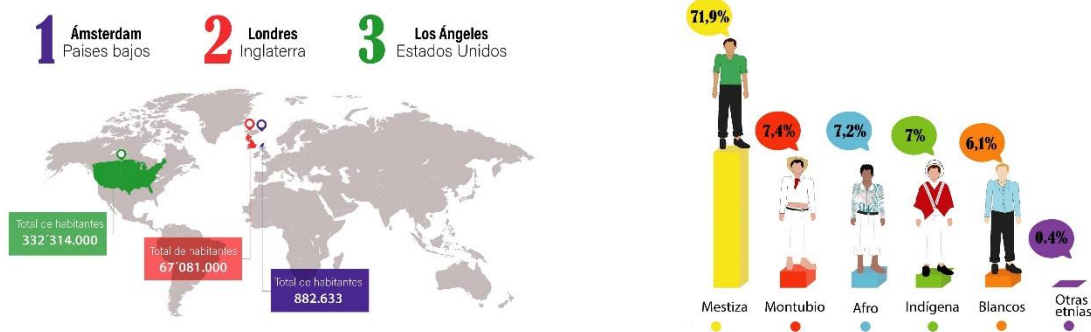 1 Ámsterdam
Paises bajos
2 Londres
Inglaterra
3 Los Ángeles
Estados Unidos
Total de habitantes
332´314.000
Total de habitantes
67´081.000
Total de habitantes
882.633
71,9%
7,4%
7,2%
7%
6,1%
0.4%
Mestiza
Montubio
Afro
Indígena
Blancos
Otras
etnias